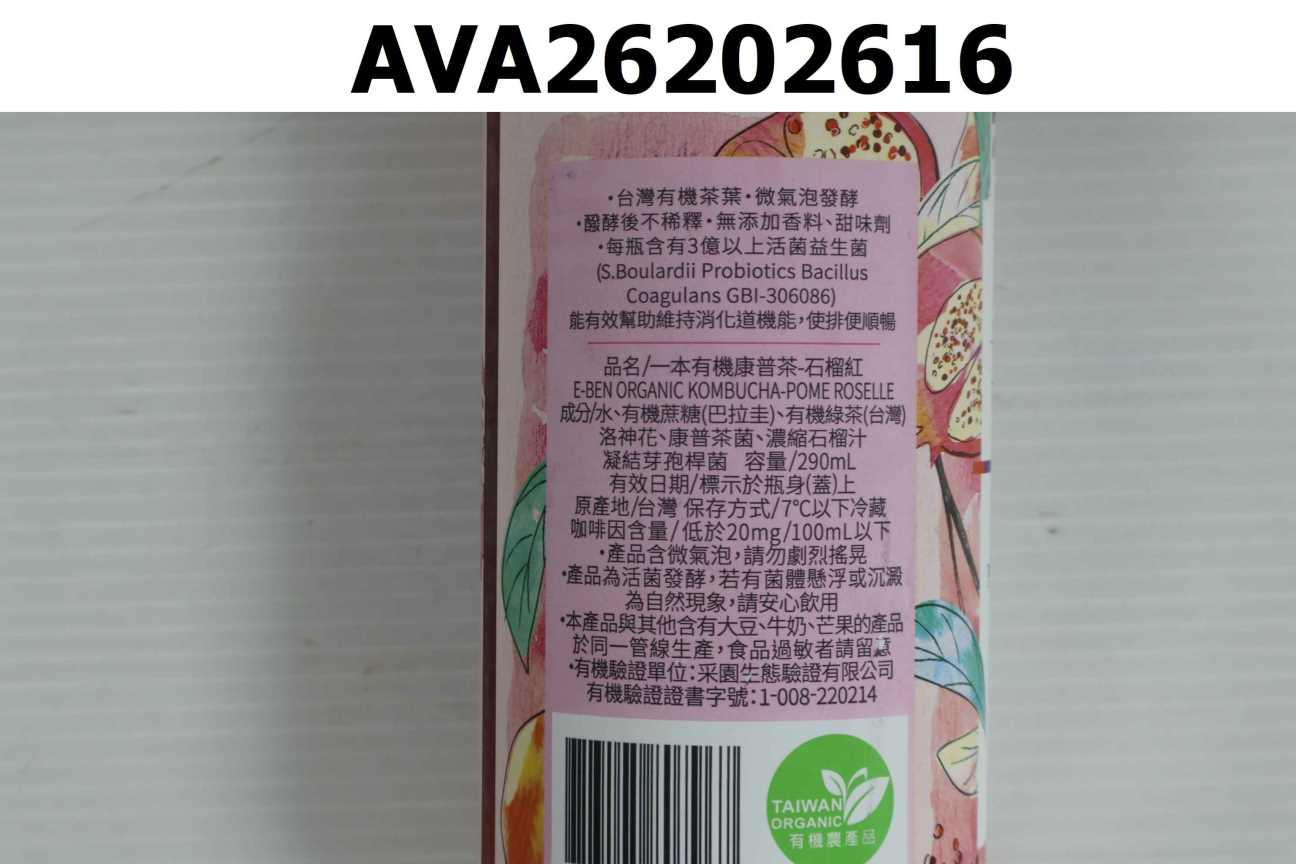 AVA26202616
•台灣有機茶葉•微氣泡發酵
•醱酵後不稀釋•無添加香料、甜味劑
•每瓶含有3億以上活菌益生菌
(S.Boulardii Probiotics Bacillus
Coagulans GBI-306086)
能有效幫助維持消化道機能，使排便順暢
品名/一本有機康普茶-石榴紅
E-BEN ORGANIC KOMBUCHA-POME ROSELLE
成分/水、有機蔗糖(巴拉圭)、有機綠茶(台灣)
洛神花、康普茶菌、濃縮石榴汁
凝結芽孢桿菌 容量/290mL
有效日期/標示於瓶身(蓋)上
原產地/台灣 保存方式/7℃以下冷藏
咖啡因含量/低於20mg/100mL以下
•產品含微氣泡，請勿劇烈搖晃
•產品為活菌發酵，若有菌體懸浮或沉澱
為自然現象，請安心飲用
•本產品與其他含有大豆、牛奶、芒果的產品
於同一管線生產，食品過敏者請留意
•有機驗證單位：采園生態驗證有限公司
有機驗證證書字號：1-008-220214
TAIWAN
ORGANIC
有機農產品